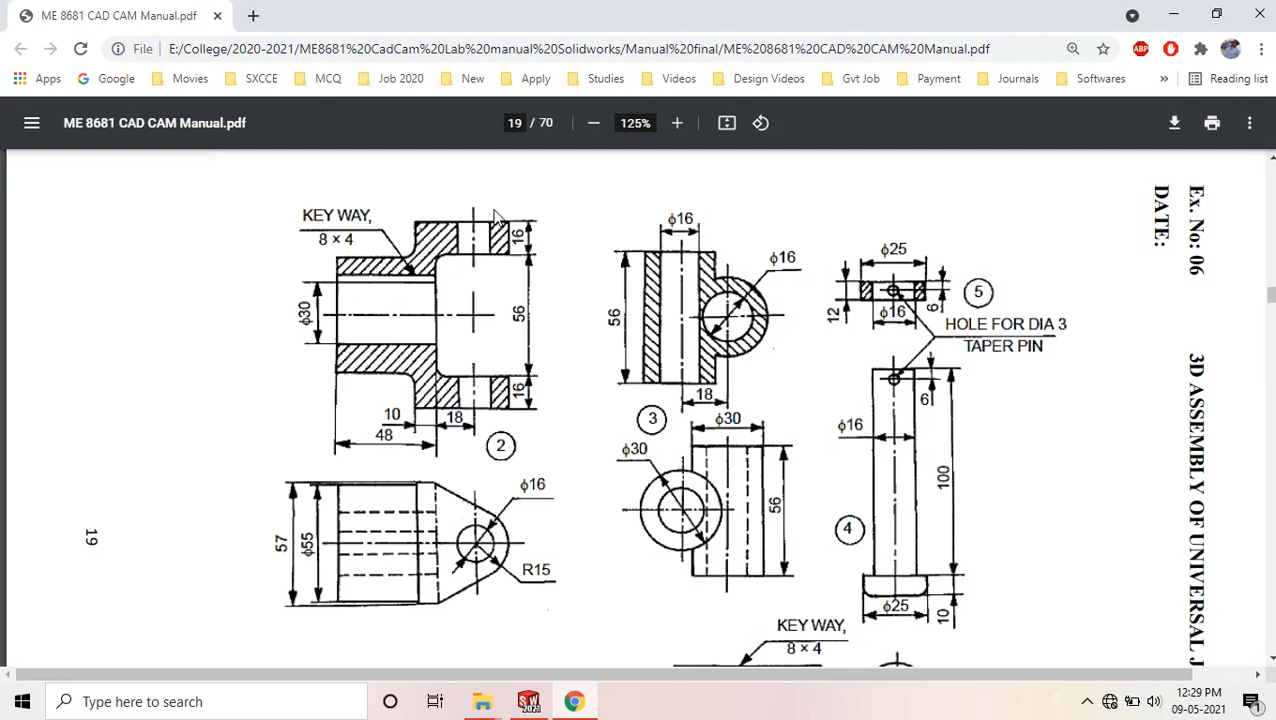 ME 8681 CAD CAM Manual.pdf
File
E:/College/2020-2021/ME8681%20CadCam%20Lab%20manual%20Solidworks/Manual%20final/ME%208681%20CAD%20CAM%20Manual.pdf
ABP
Apps
Google
Movies
SXCCE
MCQ
Job 2020
New
Apply
Studies
Videos
Design Videos
Gvt Job
Payment
Journals
Softwares
»
Reading list
ME 8681 CAD CAM Manual.pdf
19 / 70
125%
KEY WAY,
8 × 4
16
ϕ30
56
16
10
18
48
2
ϕ16
57
ϕ55
R15
ϕ16
ϕ16
56
18
3
ϕ30
ϕ30
56
ϕ25
5
12
ϕ16
6
HOLE FOR DIA 3
TAPER PIN
6
ϕ16
100
4
ϕ25
10
KEY WAY,
8 × 4
Ex. No: 06
DATE:
3D ASSEMBLY OF UNIVERSAL J
19
Type here to search
SW
2021
12:29 PM
09-05-2021
1